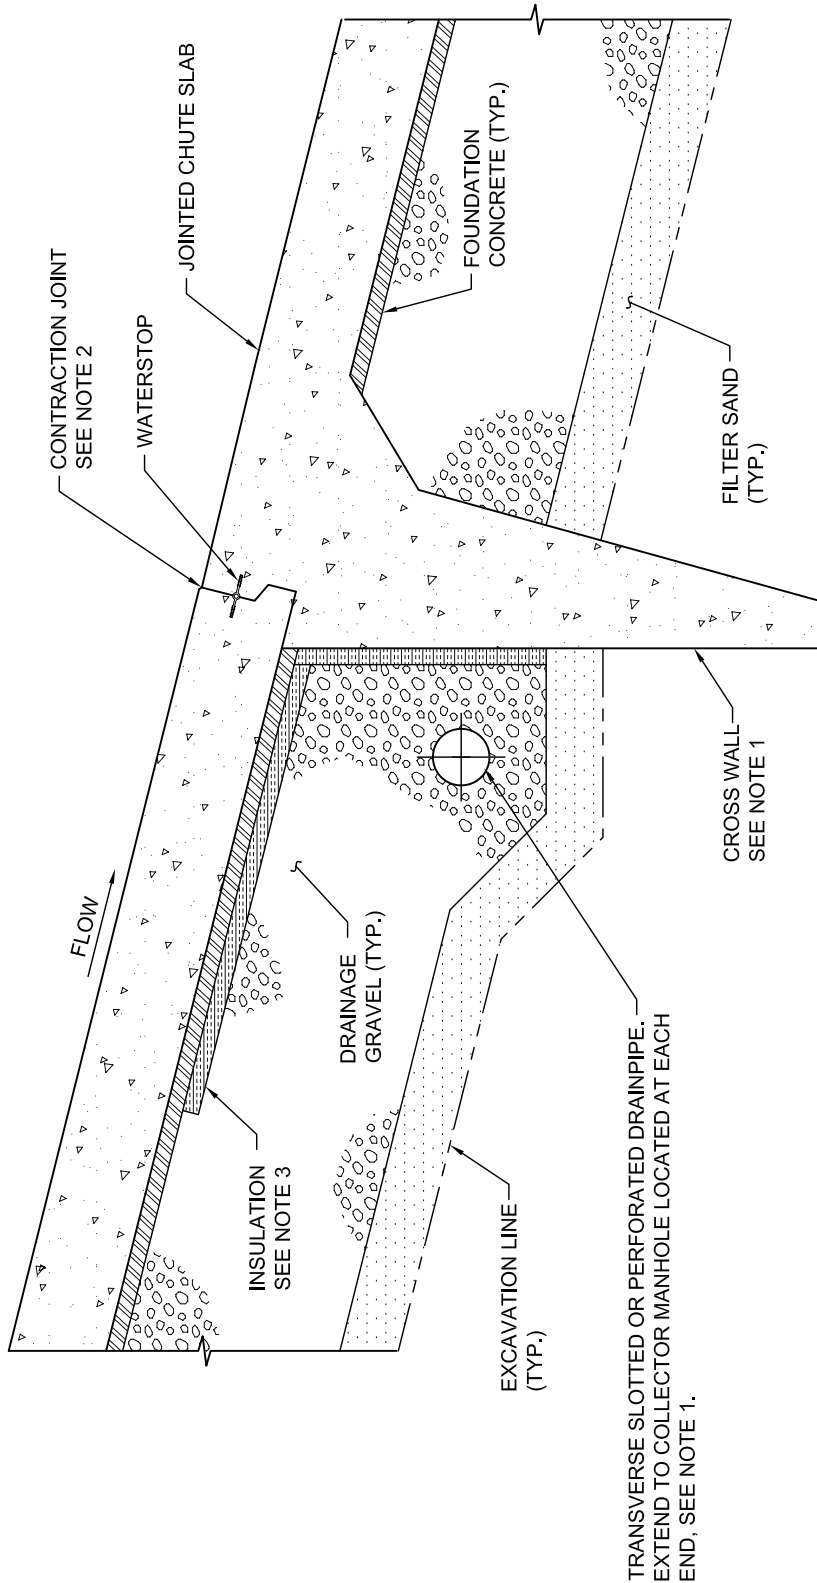 CONTRACTION JOINT
SEE NOTE 2
WATERSTOP
JOINTED CHUTE SLAB
FLOW
FOUNDATION
CONCRETE (TYP.)
INSULATION
SEE NOTE 3
DRAINAGE
GRAVEL (TYP.)
FILTER SAND
(TYP.)
CROSS WALL
SEE NOTE 1
EXCAVATION LINE
(TYP.)
TRANSVERSE SLOTTED OR PERFORATED DRAINPIPE.
EXTEND TO COLLECTOR MANHOLE LOCATED AT EACH
END, SEE NOTE 1.